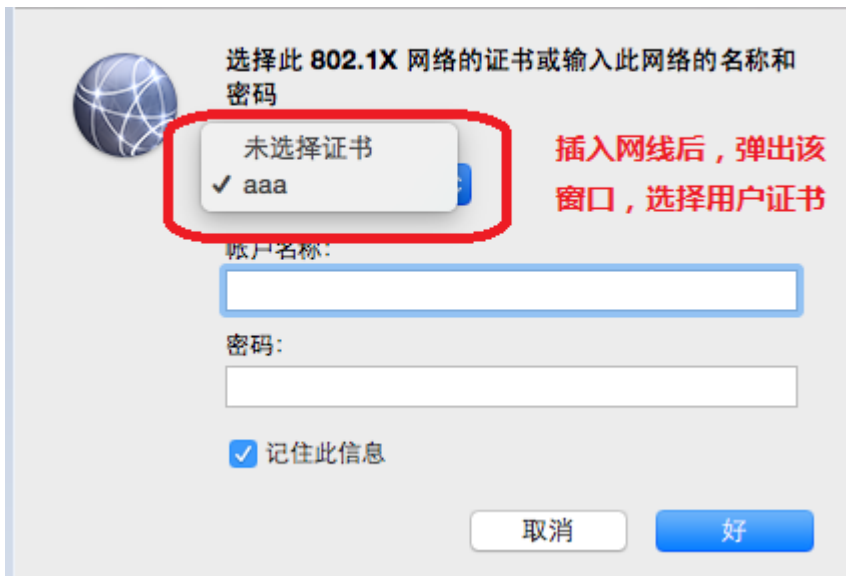 选择此 802.1X 网络的证书或输入此网络的名称和
密码
未选择证书
✓ aaa
插入网线后，弹出该
窗口，选择用户证书
帐户名称:
密码:
记住此信息
取消
好